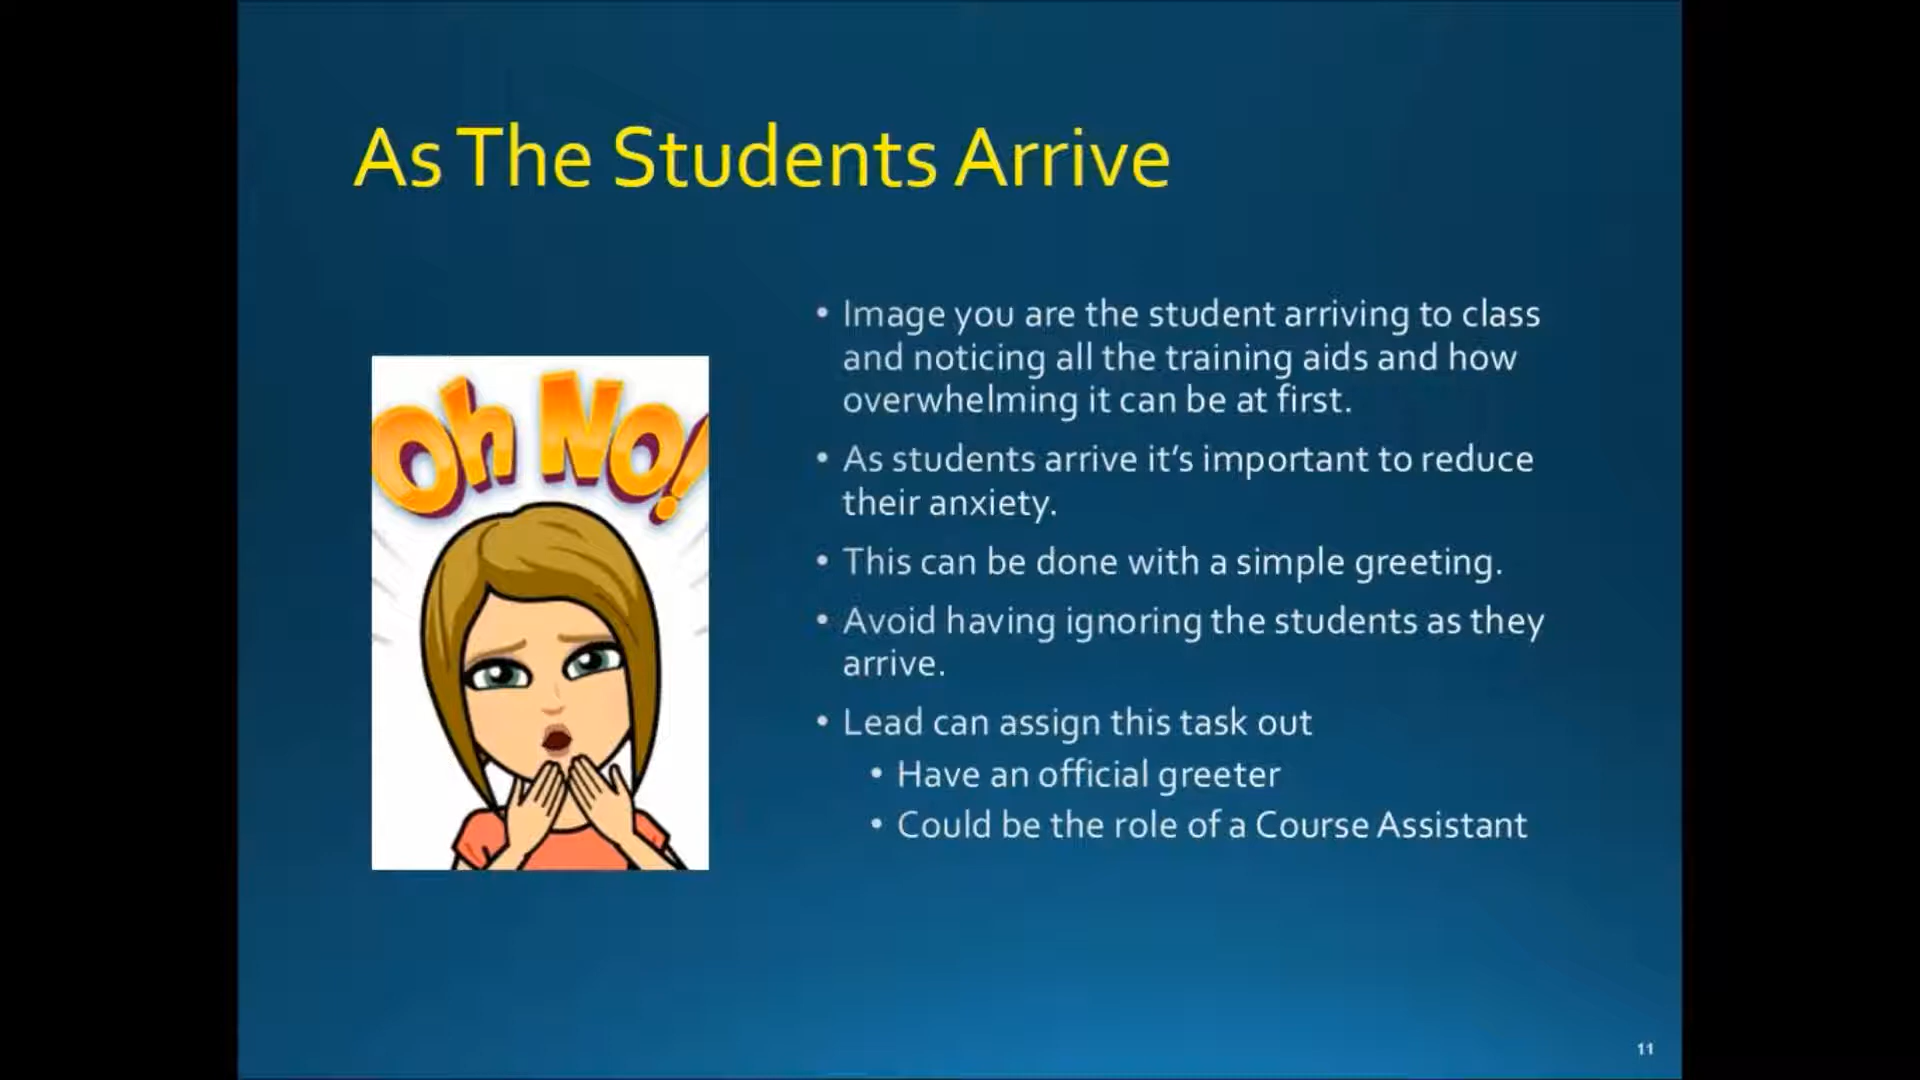 As The Students Arrive
Oh No!
• Image you are the student arriving to class
and noticing all the training aids and how
overwhelming it can be at first.
• As students arrive it’s important to reduce
their anxiety.
• This can be done with a simple greeting.
• Avoid having ignoring the students as they
arrive.
• Lead can assign this task out
• Have an official greeter
• Could be the role of a Course Assistant
11